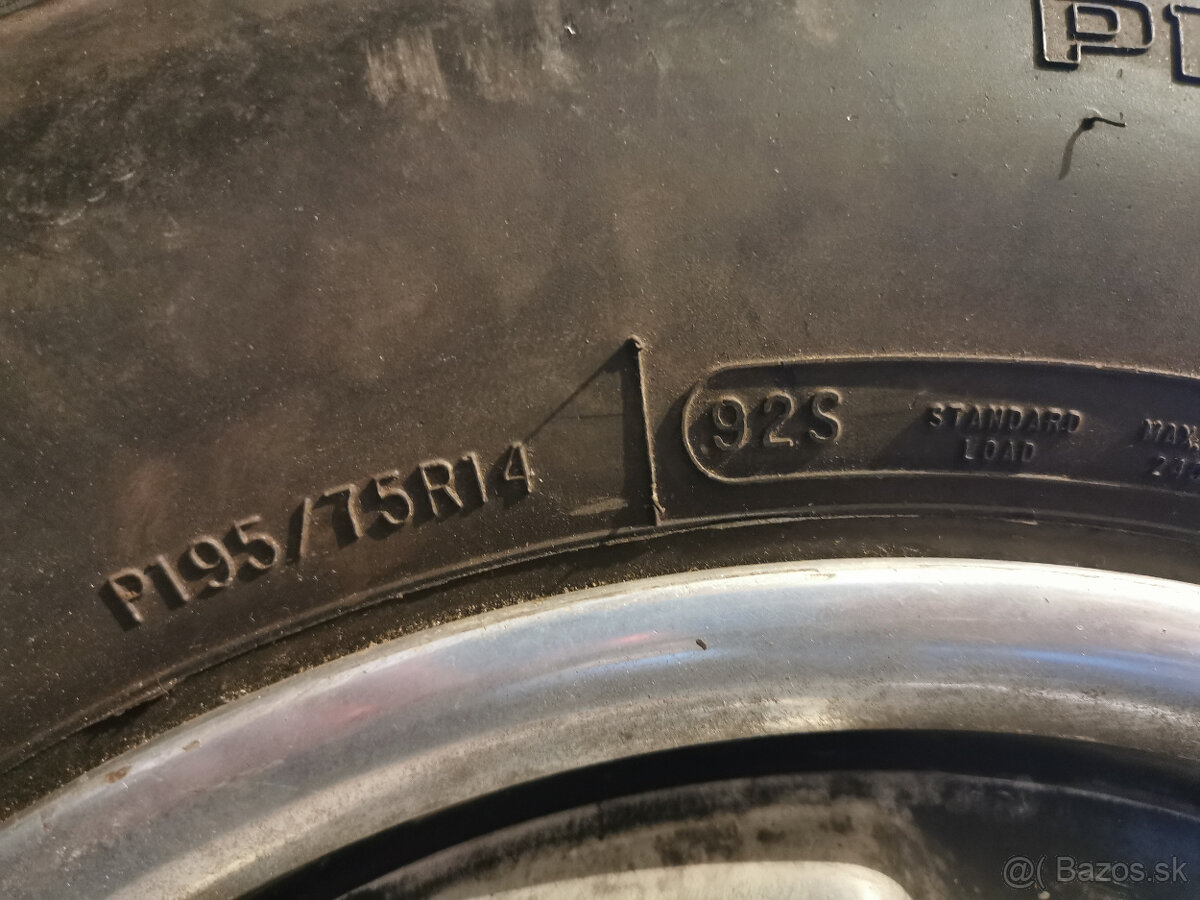 P195/75R14
92S
STANDARD
LOAD
@( Bazos.sk